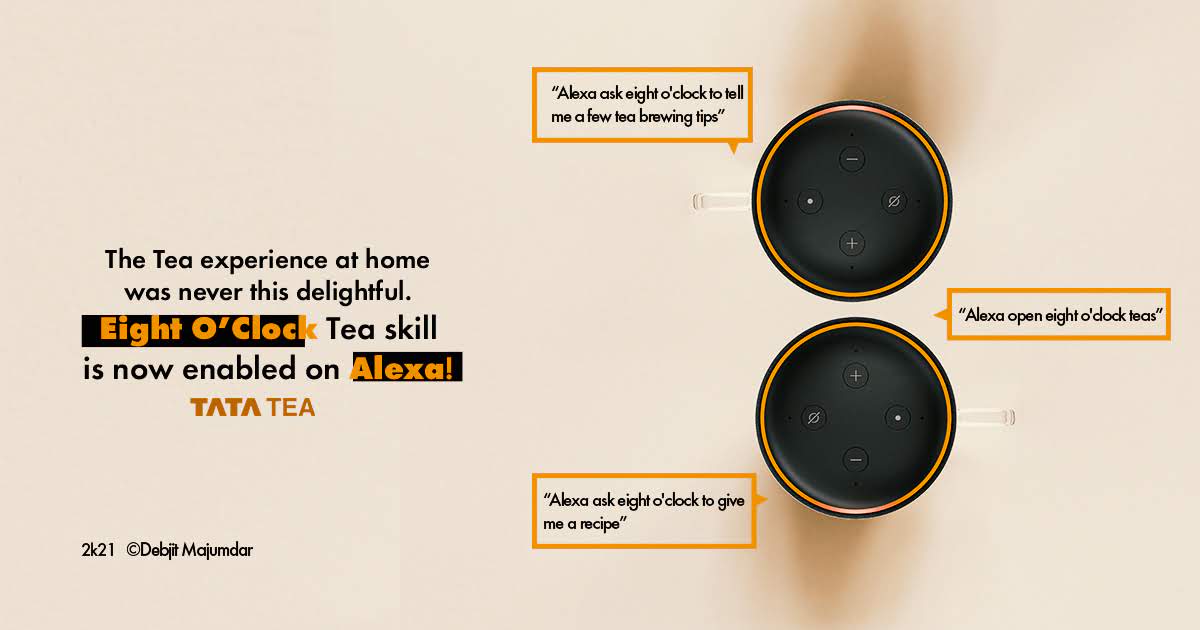 The Tea experience at home
was never this delightful.
Eight O’Clock Tea skill
is now enabled on Alexa!
TATA TEA
2k21 ©Debjit Majumdar
“Alexa ask eight o'clock to tell
me a few tea brewing tips”
“Alexa open eight o'clock teas”
“Alexa ask eight o'clock to give
me a recipe”